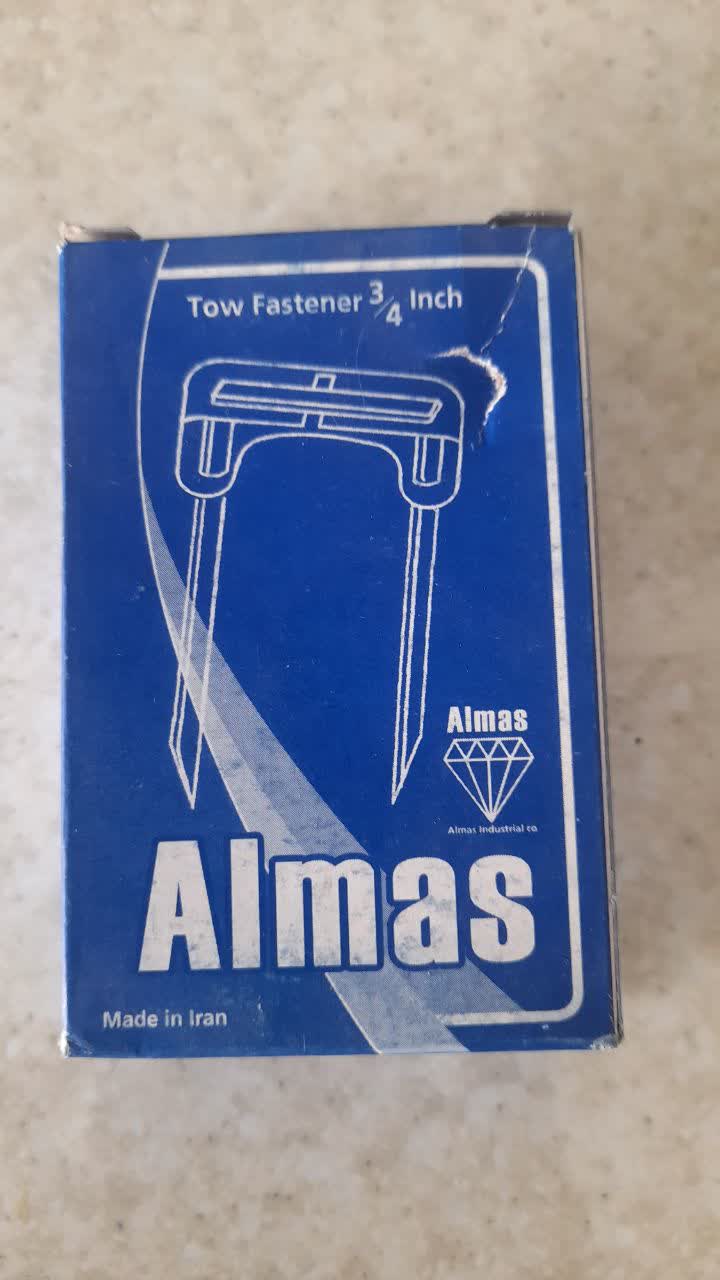 Tow Fastener 3/4 Inch
Almas
Almas Industrial co
Almas
Made in Iran